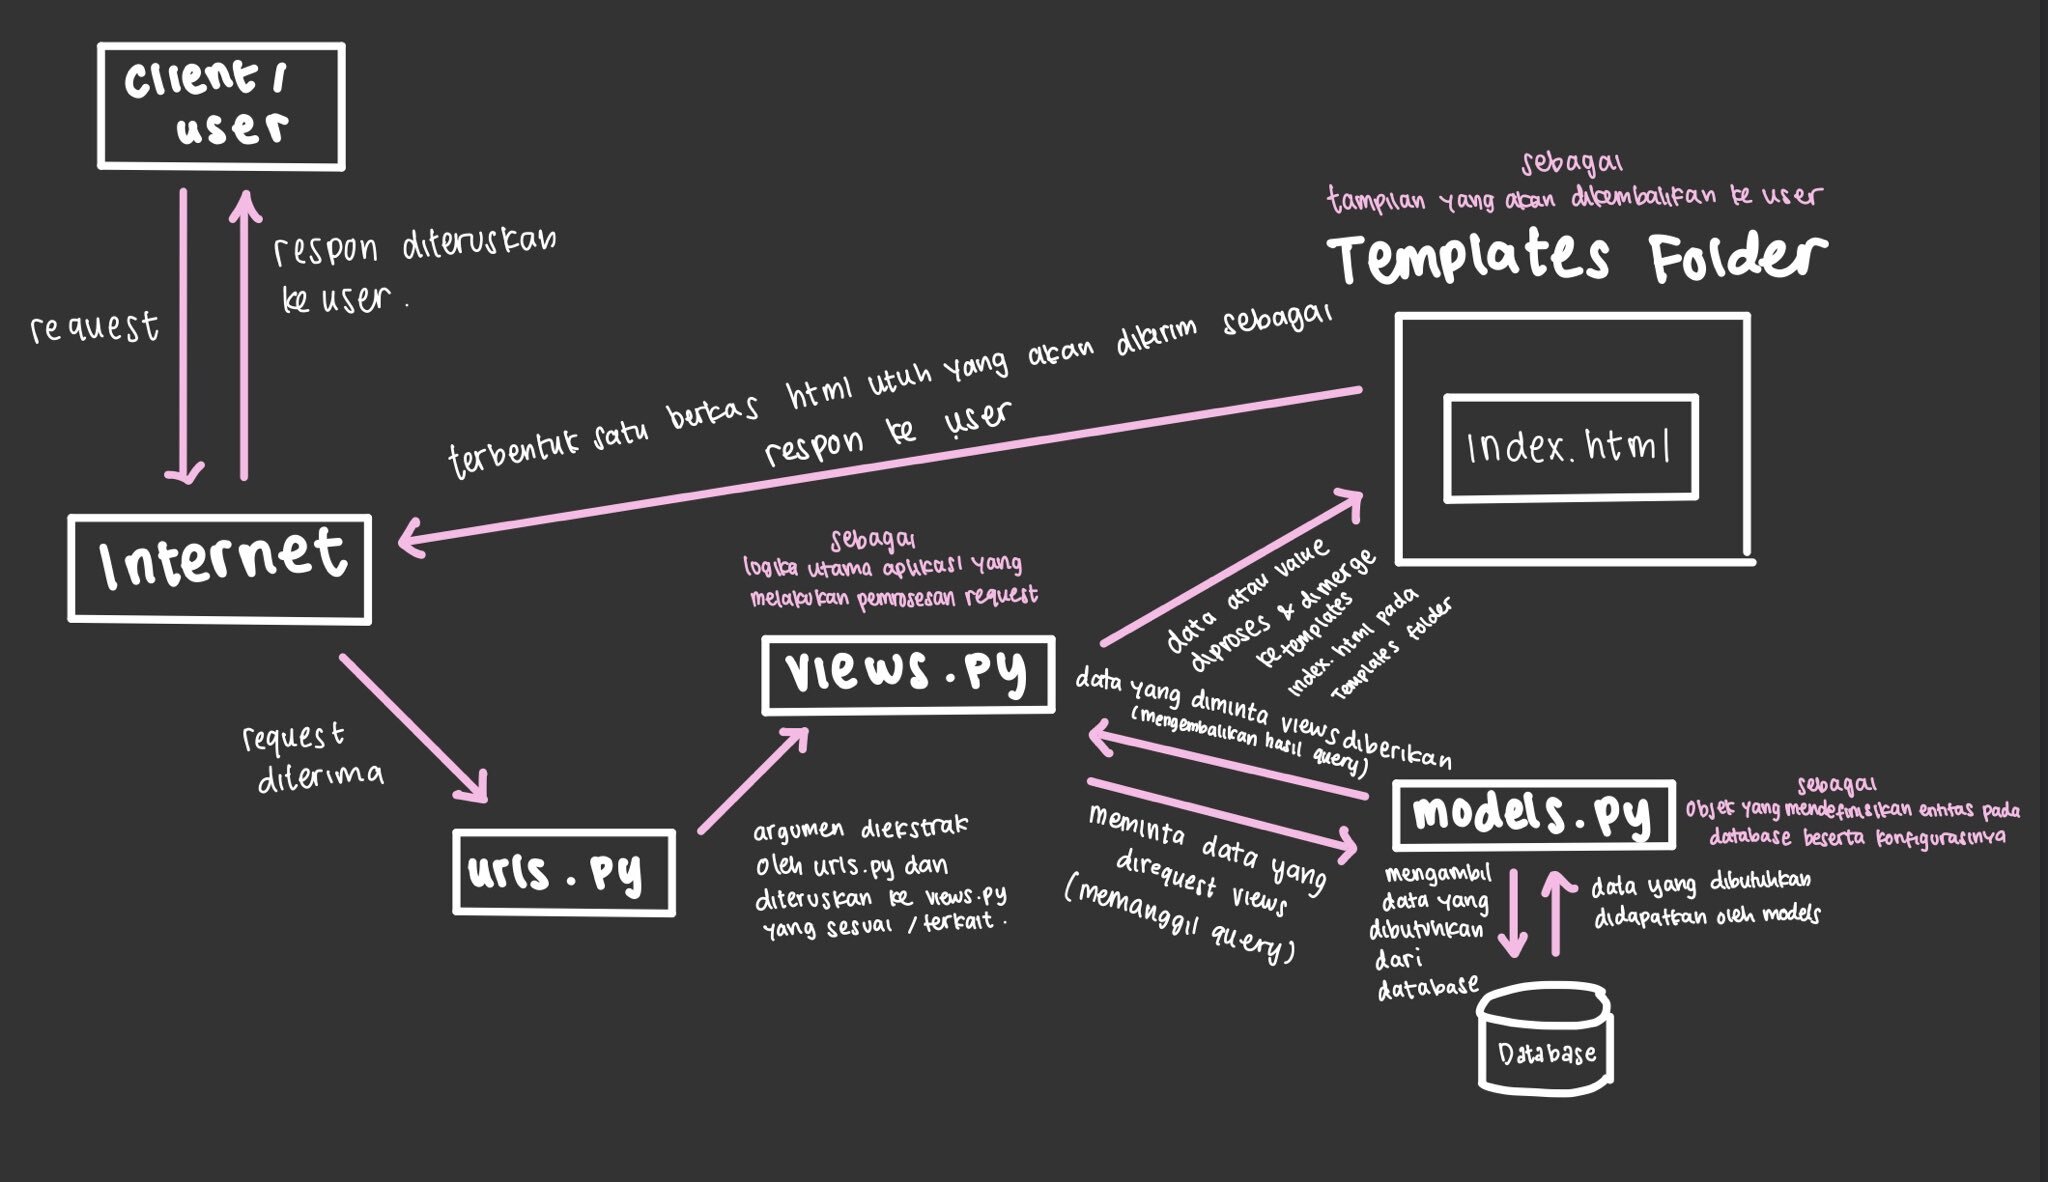 client/
user
request
respon diteruskan
ke user.
Internet
request
diterima
urls.py
argumen diekstrak
oleh urls.py dan
diteruskan ke views.py
yang sesuai / terkait.
sebagai
logika utama aplikasi yang
melakukan pemrosesan request
views.py
meminta data yang
direquest views
(memanggil query)
data yang diminta views diberikan
(mengembalikan hasil query)
models.py
sebagai
objek yang mendefinisikan entitas pada
database beserta konfigurasinya
mengambil
data yang
dibutuhkan
dari
database
data yang dibutuhkan
didapatkan oleh models
Database
data atau value
diproses & dimerge
ke templates
index.html pada
Templates folder
sebagai
tampilan yang akan dikembalikan ke user
Templates Folder
index.html
terbentuk satu berkas html utuh yang akan dikirim sebagai
respon ke user